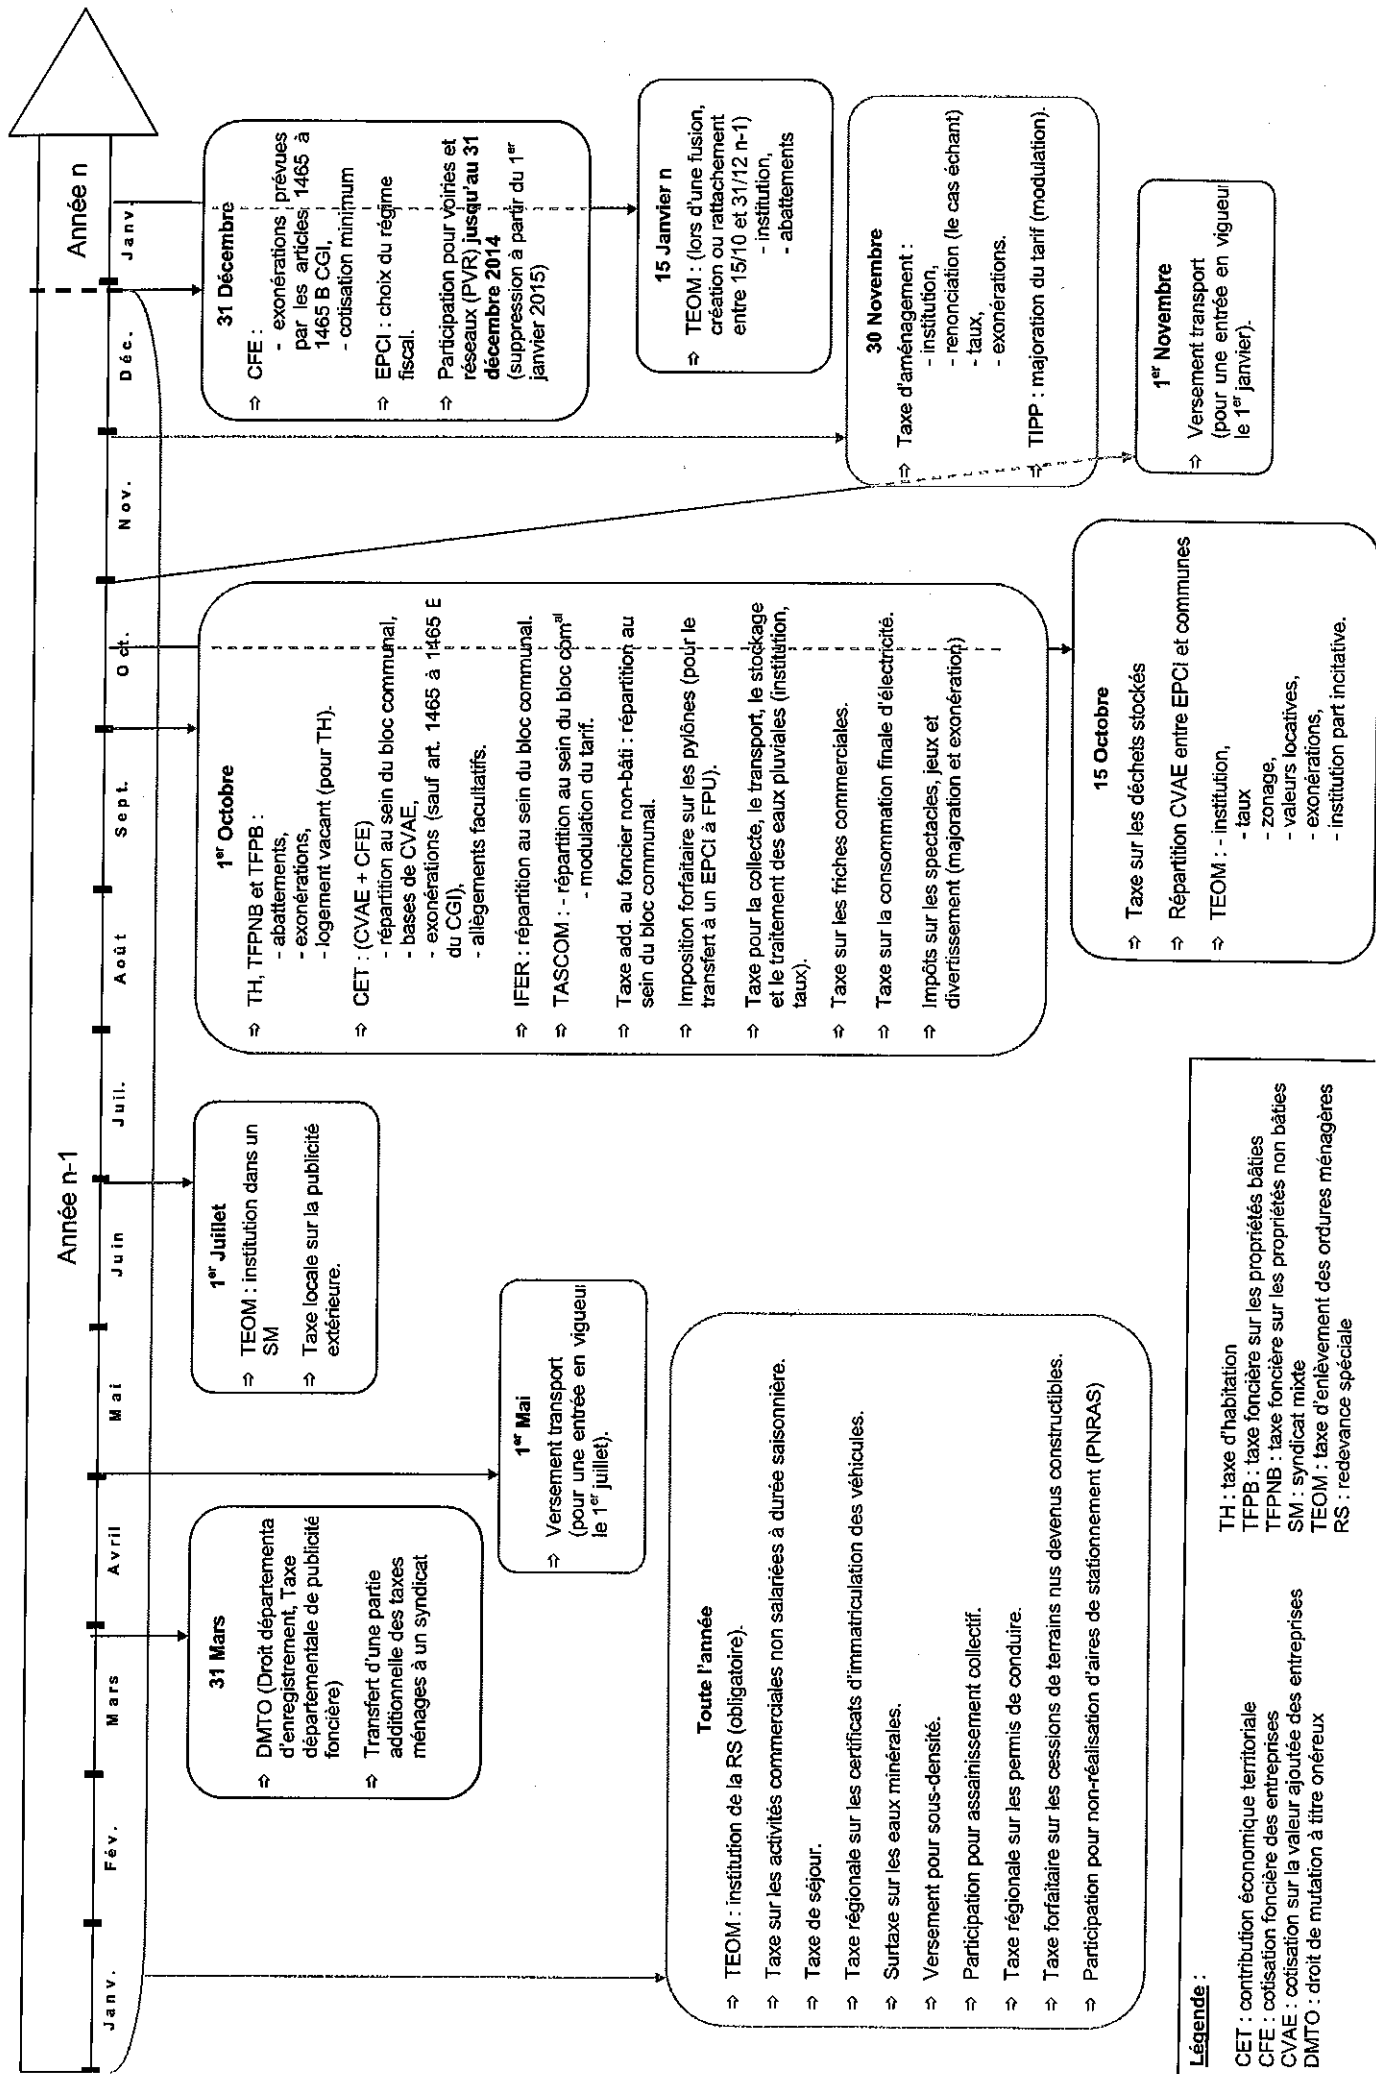 Année n-1
Année n
Janv.
Fév.
Mars
Avril
Mai
Juin
Juil.
Août
Sept.
Oct.
Nov.
Déc.
Janv.
31 Mars
⇨ DMTO (Droit départementa
d'enregistrement, Taxe
départementale de publicité
foncière)
⇨ Transfert d'une partie
additionnelle des taxes
ménages à un syndicat
1er Mai
⇨ Versement transport
(pour une entrée en vigueu
le 1er juillet).
1er Juillet
⇨ TEOM : institution dans un
SM
⇨ Taxe locale sur la publicité
extérieure.
Toute l'année
⇨ TEOM : institution de la RS (obligatoire).
⇨ Taxe sur les activités commerciales non salariées à durée saisonnière.
⇨ Taxe de séjour.
⇨ Taxe régionale sur les certificats d'immatriculation des véhicules.
⇨ Surtaxe sur les eaux minérales.
⇨ Versement pour sous-densité.
⇨ Participation pour assainissement collectif.
⇨ Taxe régionale sur les permis de conduire.
⇨ Taxe forfaitaire sur les cessions de terrains nus devenus constructibles.
⇨ Participation pour non-réalisation d'aires de stationnement (PNRAS)
1er Octobre
⇨ TH, TFPNB et TFPB :
- abattements,
- exonérations,
- logement vacant (pour TH).
⇨ CET : (CVAE + CFE)
- répartition au sein du bloc communal,
- bases de CVAE,
- exonérations (sauf art. 1465 à 1465 E
du CGI),
- allègements facultatifs.
⇨ IFER : répartition au sein du bloc communal.
⇨ TASCOM : - répartition au sein du bloc comal
- modulation du tarif.
⇨ Taxe add. au foncier non-bâti : répartition au
sein du bloc communal.
⇨ Imposition forfaitaire sur les pylônes (pour le
transfert à un EPCI à FPU).
⇨ Taxe pour la collecte, le transport, le stockage
et le traitement des eaux pluviales (institution,
taux).
⇨ Taxe sur les friches commerciales.
⇨ Taxe sur la consommation finale d'électricité.
⇨ Impôts sur les spectacles, jeux et
divertissement (majoration et exonération)
15 Octobre
⇨ Taxe sur les déchets stockés
⇨ Répartition CVAE entre EPCI et communes
⇨ TEOM : - institution,
- taux
- zonage,
- valeurs locatives,
- exonérations,
- institution part incitative.
31 Décembre
⇨ CFE :
- exonérations prévues
par les articles 1465 à
1465 B CGI,
- cotisation minimum
⇨ EPCI : choix du régime
fiscal.
⇨ Participation pour voiries et
réseaux (PVR) jusqu'au 31
décembre 2014
(suppression à partir du 1er
janvier 2015)
15 Janvier n
⇨ TEOM : (lors d'une fusion,
création ou rattachement
entre 15/10 et 31/12 n-1)
- institution,
- abattements
30 Novembre
⇨ Taxe d'aménagement :
- institution,
- renonciation (le cas échant)
- taux,
- exonérations.
⇨ TIPP : majoration du tarif (modulation).
1er Novembre
⇨ Versement transport
(pour une entrée en vigueu
le 1er janvier).
Légende :
CET : contribution économique territoriale
CFE : cotisation foncière des entreprises
CVAE : cotisation sur la valeur ajoutée des entreprises
DMTO : droit de mutation à titre onéreux
TH : taxe d'habitation
TFPB : taxe foncière sur les propriétés bâties
TFPNB : taxe foncière sur les propriétés non bâties
SM : syndicat mixte
TEOM : taxe d'enlèvement des ordures ménagères
RS : redevance spéciale